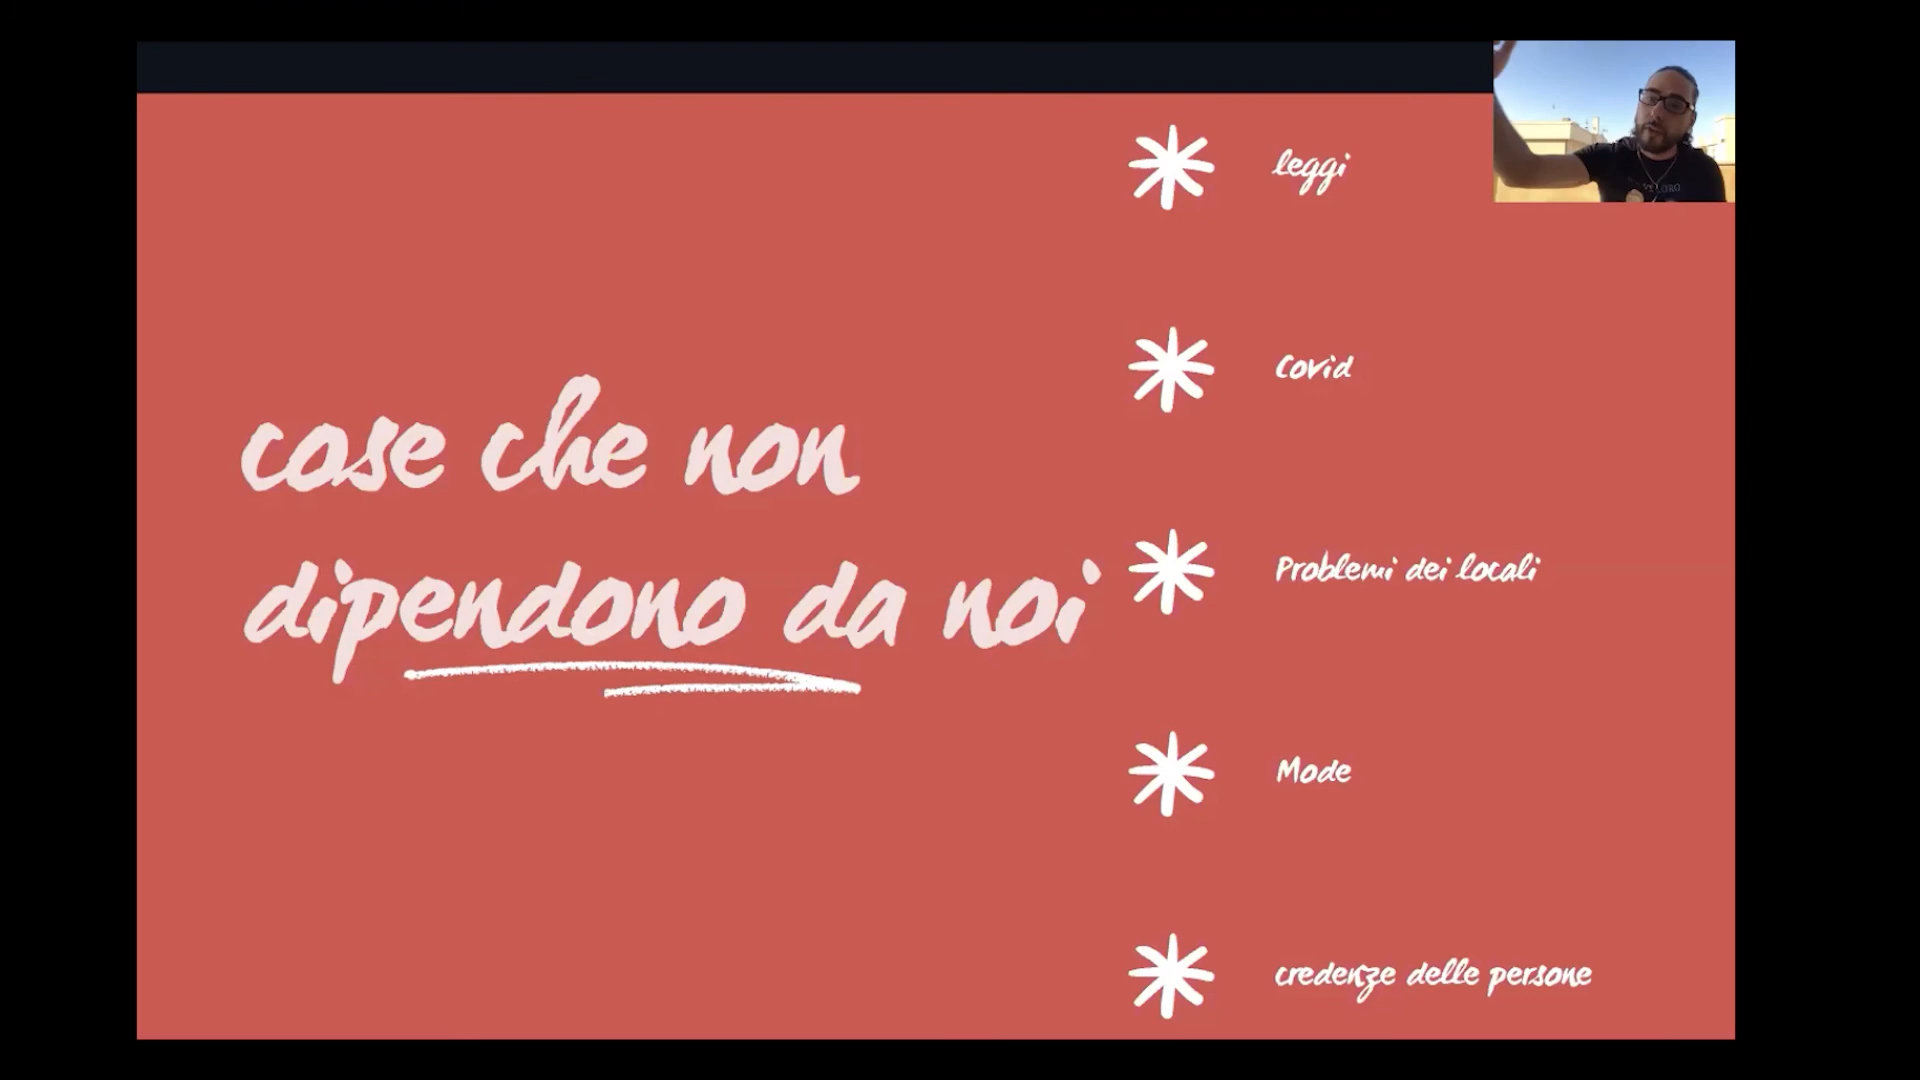 cose che non
dipendono da noi
leggi
Covid
Problemi dei locali
Mode
credenze delle persone